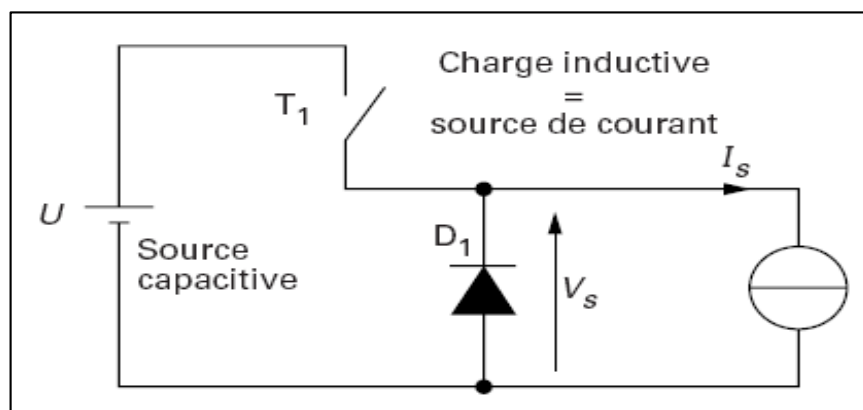 Charge inductive
=
source de courant
T₁
Iₛ
U
Source
capacitive
D₁
Vₛ